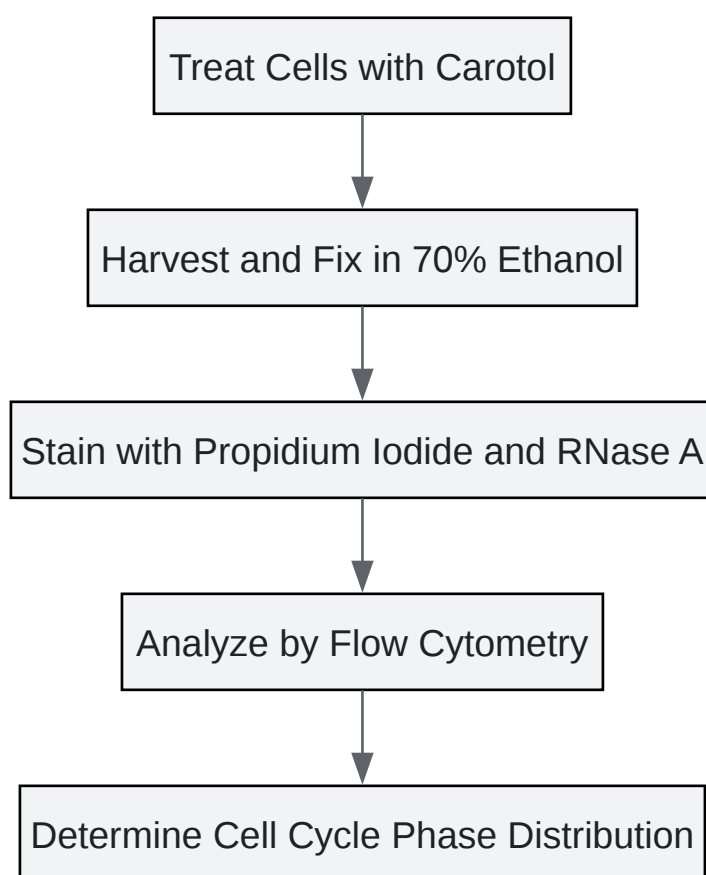 Treat Cells with Carotol
Harvest and Fix in 70% Ethanol
Stain with Propidium Iodide and RNase A
Analyze by Flow Cytometry
Determine Cell Cycle Phase Distribution